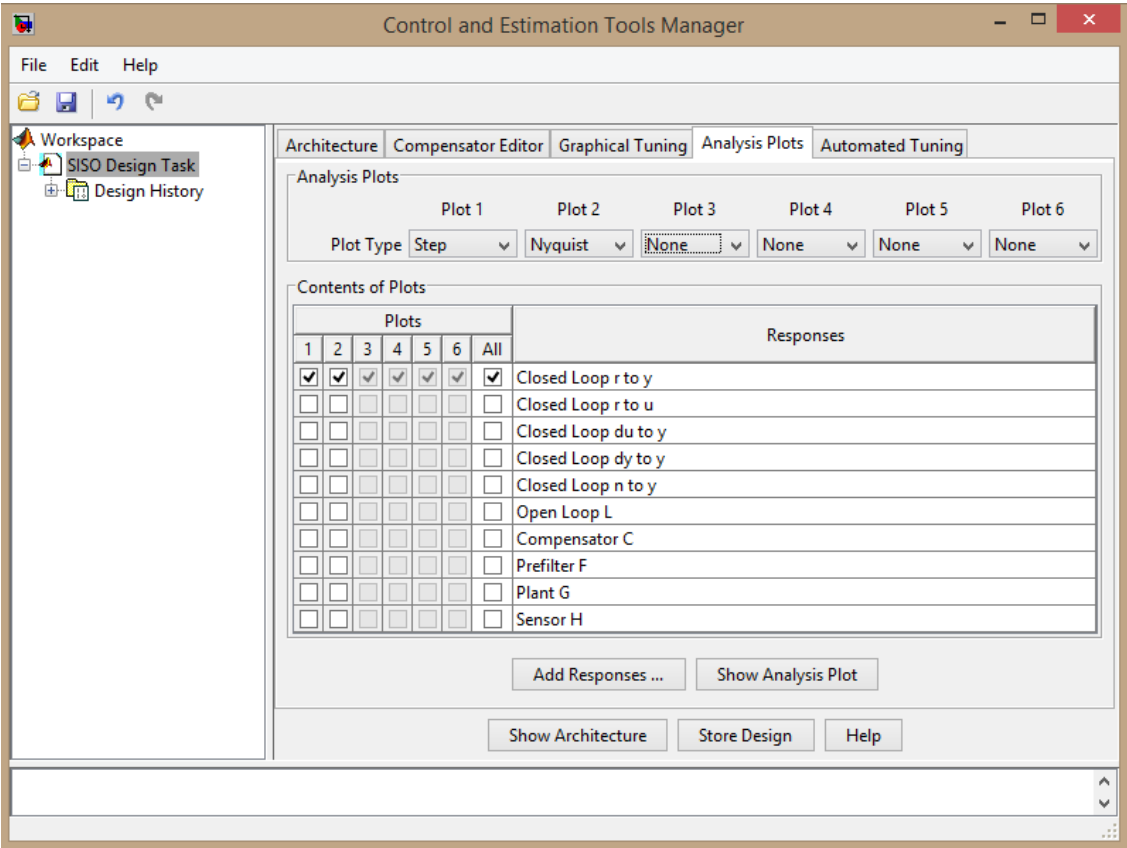 Control and Estimation Tools Manager
File Edit Help
Workspace
SISO Design Task
Design History
Architecture Compensator Editor Graphical Tuning Analysis Plots Automated Tuning
Analysis Plots
Plot 1 Plot 2 Plot 3 Plot 4 Plot 5 Plot 6
Plot Type Step Nyquist None None None None
Contents of Plots
Plots
Responses
1 2 3 4 5 6 All
Closed Loop r to y
Closed Loop r to u
Closed Loop du to y
Closed Loop dy to y
Closed Loop n to y
Open Loop L
Compensator C
Prefilter F
Plant G
Sensor H
Add Responses ... Show Analysis Plot
Show Architecture Store Design Help